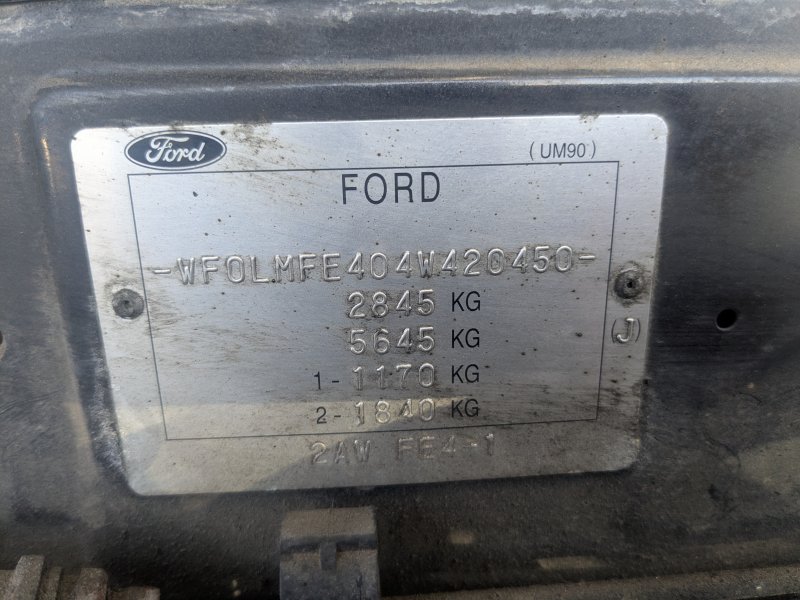 Ford
(UM90)
FORD
-WF0LMFE404W420450-
2845 KG
5645 KG
(J)
1-1170 KG
2-1840 KG
2AW FE4-1